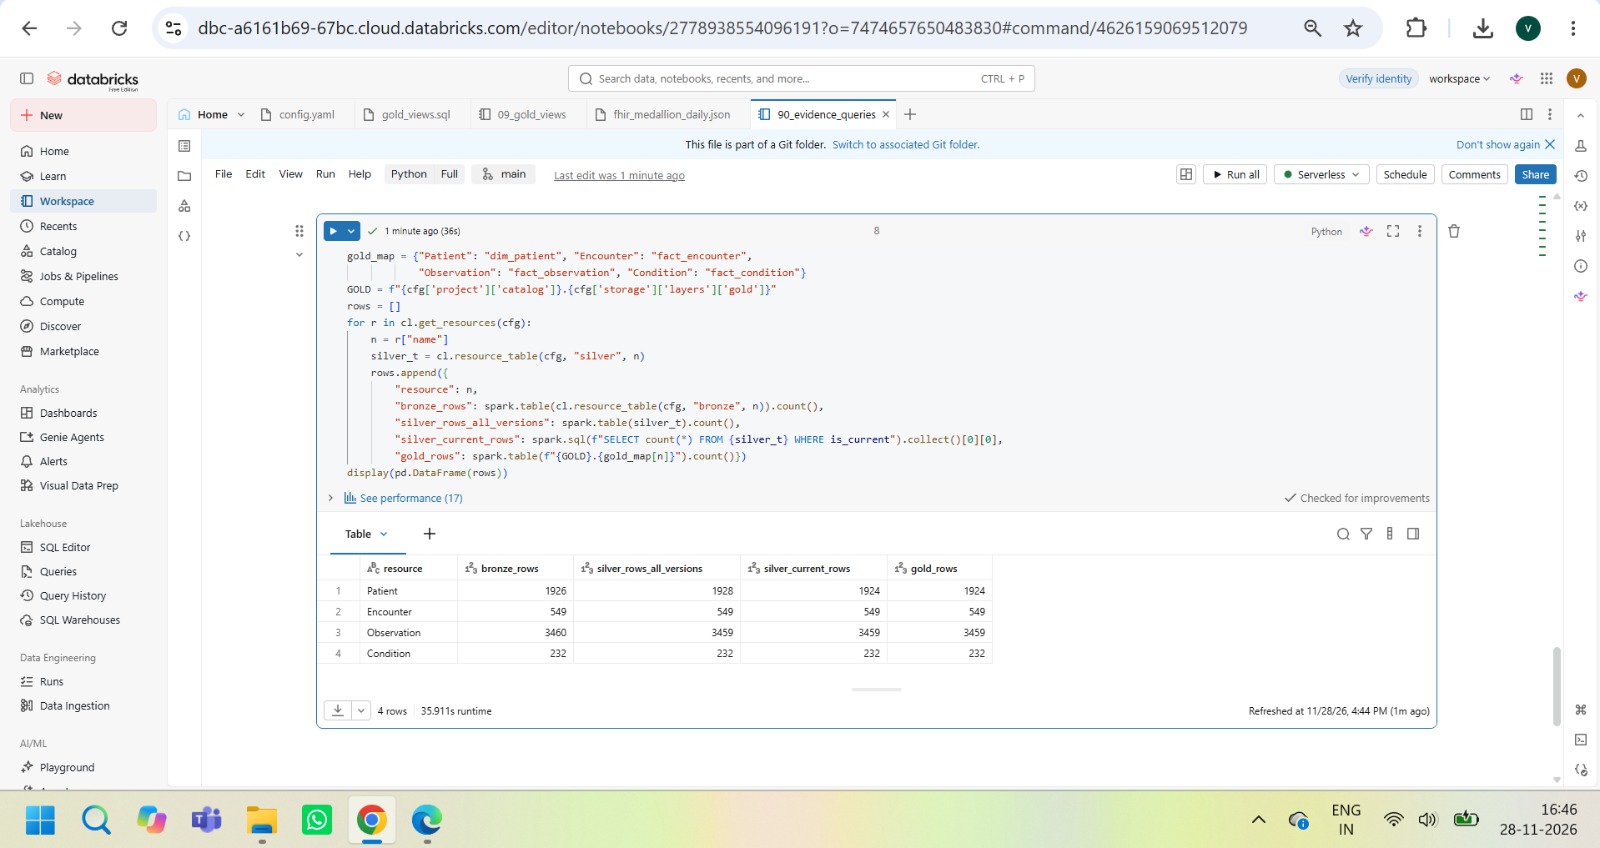 dbc-a6161b69-67bc.cloud.databricks.com/editor/notebooks/2778938554096191?o=7474657650483830#command/4626159069512079
V
databricks
Free Edition
Search data, notebooks, recents, and more...
CTRL + P
Verify identity
workspace
V
New
Home
Learn
Workspace
Recents
Catalog
Jobs & Pipelines
Compute
Discover
Marketplace
Analytics
Dashboards
Genie Agents
Alerts
Visual Data Prep
Lakehouse
SQL Editor
Queries
Query History
SQL Warehouses
Data Engineering
Runs
Data Ingestion
AI/ML
Playground
Home
config.yaml
gold_views.sql
09_gold_views
fhir_medallion_daily.json
90_evidence_queries
This file is part of a Git folder. Switch to associated Git folder.
Don't show again
File Edit View Run Help Python Full main Last edit was 1 minute ago
Run all Serverless Schedule Comments Share
1 minute ago (36s)
8
Python
gold_map = {"Patient": "dim_patient", "Encounter": "fact_encounter",
"Observation": "fact_observation", "Condition": "fact_condition"}
GOLD = f"{cfg['project']['catalog']}.{cfg['storage']['layers']['gold']}"
rows = []
for r in cl.get_resources(cfg):
n = r["name"]
silver_t = cl.resource_table(cfg, "silver", n)
rows.append({
"resource": n,
"bronze_rows": spark.table(cl.resource_table(cfg, "bronze", n)).count(),
"silver_rows_all_versions": spark.table(silver_t).count(),
"silver_current_rows": spark.sql(f"SELECT count(*) FROM {silver_t} WHERE is_current").collect()[0][0],
"gold_rows": spark.table(f"{GOLD}.{gold_map[n]}").count()})
display(pd.DataFrame(rows))
See performance (17)
Checked for improvements
Table
resource bronze_rows silver_rows_all_versions silver_current_rows gold_rows
1 Patient 1926 1928 1924 1924
2 Encounter 549 549 549 549
3 Observation 3460 3459 3459 3459
4 Condition 232 232 232 232
4 rows 35.911s runtime
Refreshed at 11/28/26, 4:44 PM (1m ago)
ENG
IN
16:46
28-11-2026